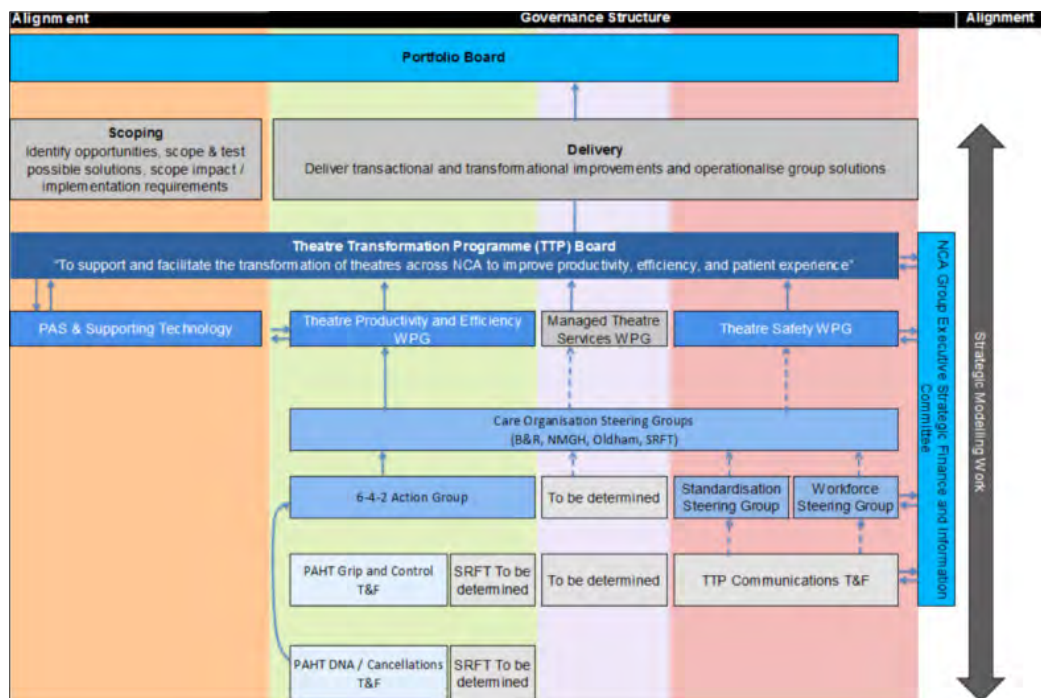 Alignment
Governance Structure
Alignment
Portfolio Board
Scoping
Identify opportunities, scope & test
possible solutions, scope impact /
implementation requirements
Delivery
Deliver transactional and transformational improvements and operationalise group solutions
Theatre Transformation Programme (TTP) Board
"To support and facilitate the transformation of theatres across NCA to improve productivity, efficiency, and patient experience"
PAS & Supporting Technology
Theatre Productivity and Efficiency
WPG
Managed Theatre
Services WPG
Theatre Safety WPG
Care Organisation Steering Groups
(B&R, NMGH, Oldham, SRFT)
6-4-2 Action Group
To be determined
Standardisation
Steering Group
Workforce
Steering Group
PAHT Grip and Control
T&F
SRFT To be
determined
To be determined
TTP Communications T&F
PAHT DNA / Cancellations
T&F
SRFT To be
determined
NCA Group Executive Strategic Finance and Information
Committee
Strategic Modelling Work